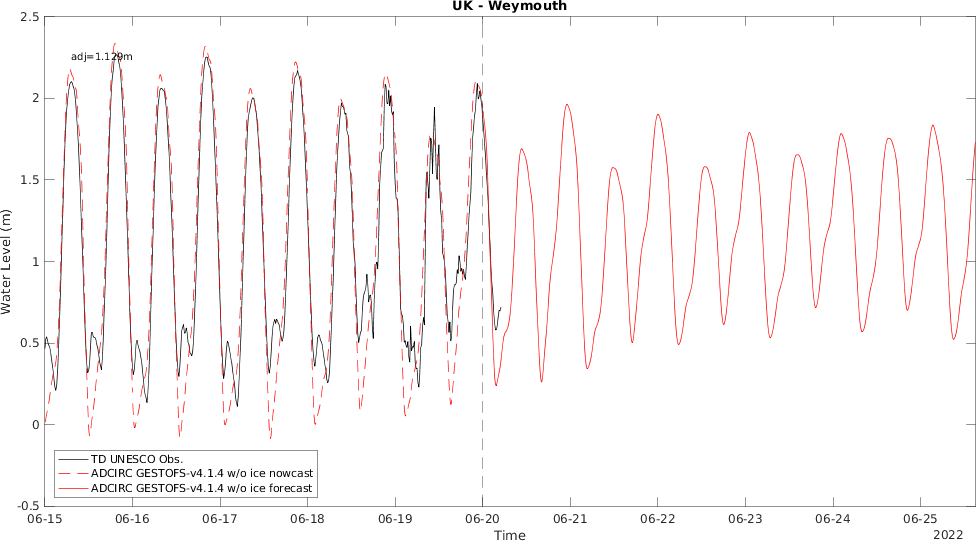 UK - Weymouth
2.5
2
1.5
1
0.5
0
-0.5
Water Level (m)
adj=1.129m
TD UNESCO Obs.
ADCIRC GESTOFS-v4.1.4 w/o ice nowcast
ADCIRC GESTOFS-v4.1.4 w/o ice forecast
06-15 06-16 06-17 06-18 06-19 06-20 06-21 06-22 06-23 06-24 06-25
Time
2022